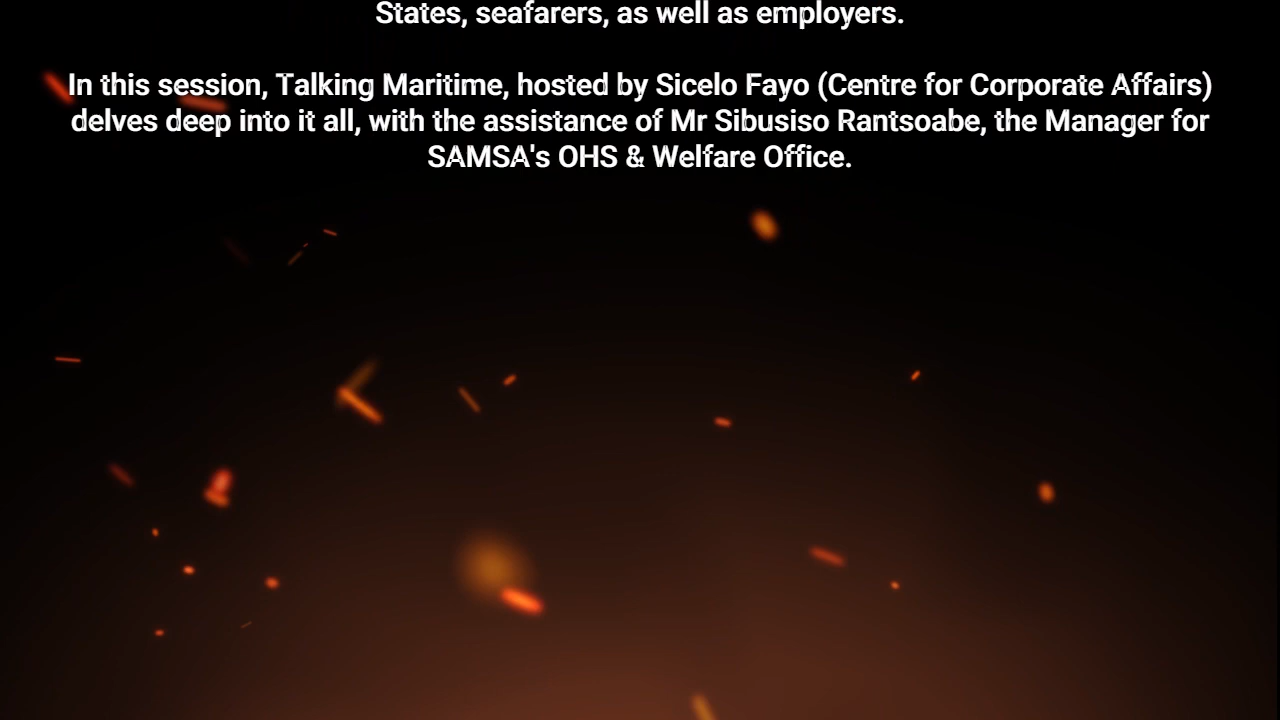 States, seafarers, as well as employers.
In this session, Talking Maritime, hosted by Sicelo Fayo (Centre for Corporate Affairs)
delves deep into it all, with the assistance of Mr Sibusiso Rantsoabe, the Manager for
SAMSA's OHS & Welfare Office.